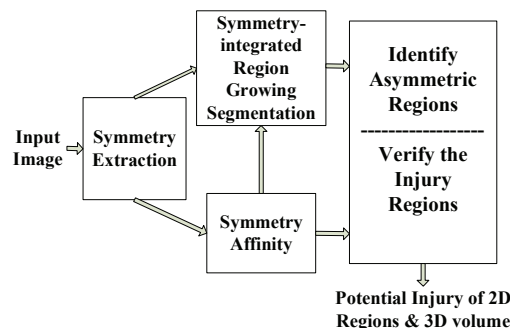 Input
Image
Symmetry
Extraction
Symmetry-
integrated
Region
Growing
Segmentation
Symmetry
Affinity
Identify
Asymmetric
Regions
Verify the
Injury
Regions
Potential Injury of 2D
Regions & 3D volume